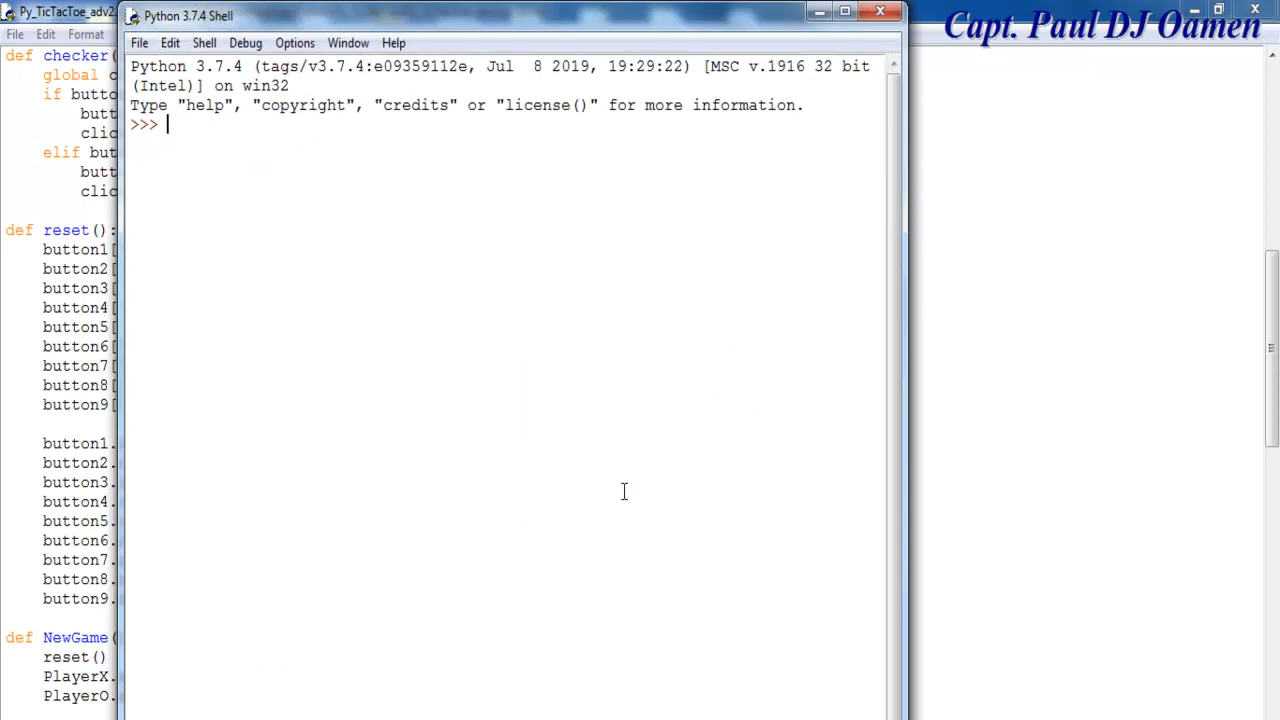 Py_TicTacToe_adv2
Python 3.7.4 Shell
Capt. Paul DJ Oamen
File Edit Format
File Edit Shell Debug Options Window Help
Python 3.7.4 (tags/v3.7.4:e09359112e, Jul 8 2019, 19:29:22) [MSC v.1916 32 bit
(Intel)] on win32
Type "help", "copyright", "credits" or "license()" for more information.
>>>
def checker(
global c
if butto
butt
clic
elif but
butt
clic
def reset():
button1[
button2[
button3[
button4[
button5[
button6[
button7[
button8[
button9[
button1.
button2.
button3.
button4.
button5.
button6.
button7.
button8.
button9.
def NewGame(
reset()
PlayerX.
PlayerO.